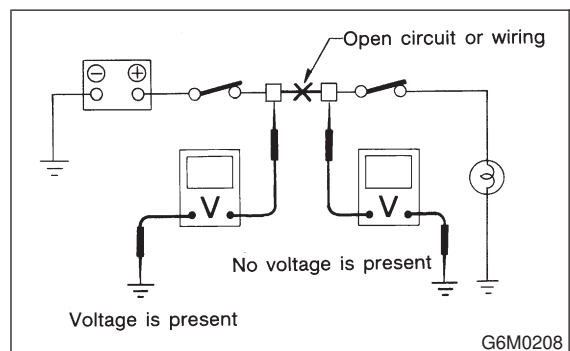 Open circuit or wiring
⊖ ⊕
V
V
No voltage is present
Voltage is present
G6M0208